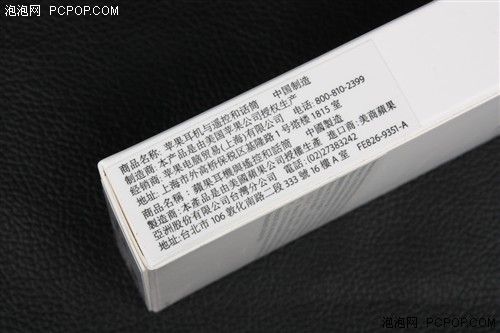 泡泡网 PCPOP.COM
商品名称: 苹果耳机与遥控和话筒 中国制造
制造商: 本产品是由美国苹果公司授权生产
经销商: 苹果电脑贸易(上海)有限公司 电话: 800-810-2399
地址: 上海市外高桥保税区基隆路1号塔楼1815室
商品名稱: 蘋果耳機與遙控和話筒 中國製造
製造商: 本產品是由美國蘋果公司授權生產 進口商: 美商蘋果
亞洲股份有限公司台灣分公司 電話: (02)27383242
地址: 台北市106敦化南路二段333號16樓A室 FE826-9351-A
泡泡网 PCPOP.COM